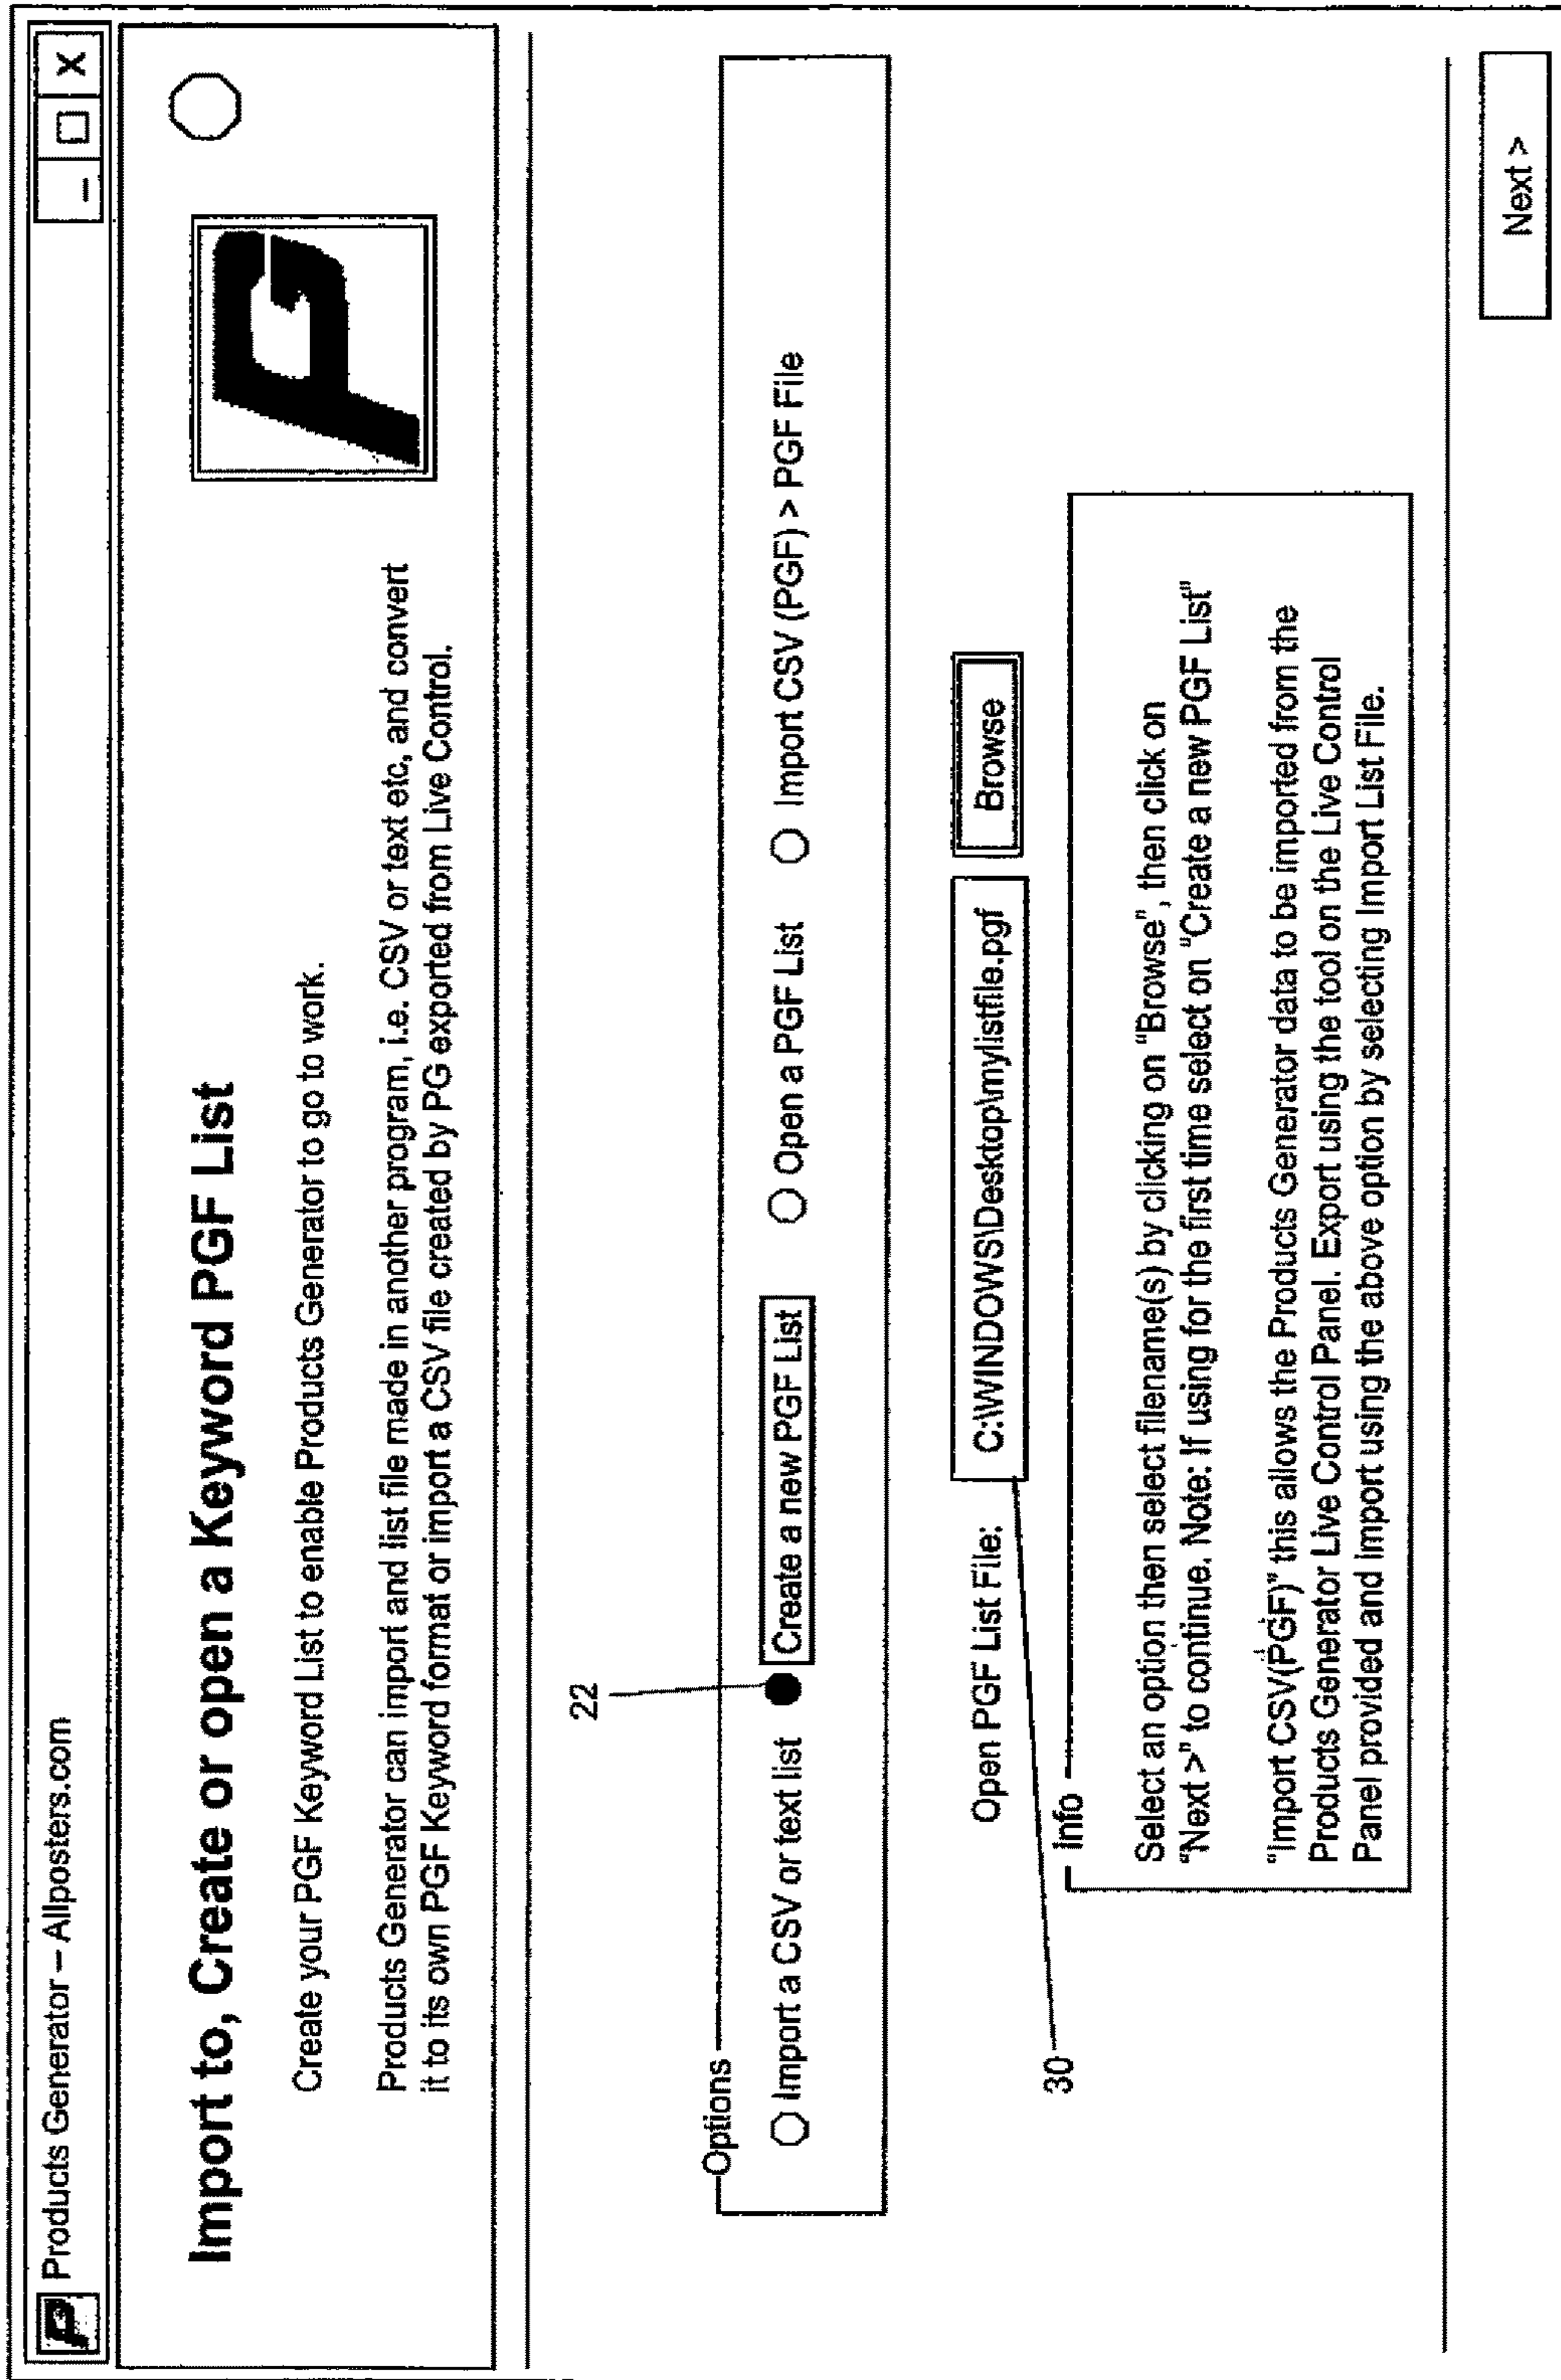 Products Generator – Allposters.com
_ □ X
Import to, Create or open a Keyword PGF List
PG
Create your PGF Keyword List to enable Products Generator to go to work.
Products Generator can import and list file made in another program, i.e. CSV or text etc, and convert
it to its own PGF Keyword format or import a CSV file created by PG exported from Live Control.
22
Options
Import a CSV or text list
Create a new PGF List
Open a PGF List
Import CSV (PGF) > PGF File
Open PGF List File:
C:\WINDOWS\Desktop\mylistfile.pgf
Browse
30
info
Select an option then select filename(s) by clicking on "Browse", then click on
"Next >" to continue. Note: If using for the first time select on "Create a new PGF List"
"Import CSV(PGF)" this allows the Products Generator data to be imported from the
Products Generator Live Control Panel. Export using the tool on the Live Control
Panel provided and import using the above option by selecting Import List File.
Next >